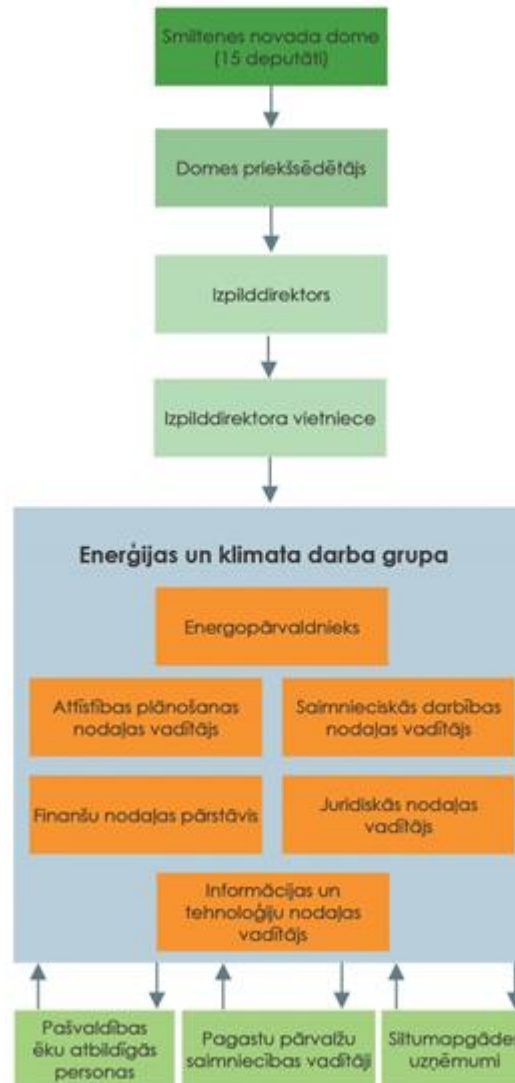 Smiltenes novada dome
(15 deputāti)
Domes priekšsēdētājs
Izpilddirektors
Izpilddirektora vietniece
Enerģijas un klimata darba grupa
Energopārvaldnieks
Attīstības plānošanas
nodaļas vadītājs
Saimnieciskās darbības
nodaļas vadītājs
Finanšu nodaļas pārstāvis
Juridiskās nodaļas
vadītājs
Informācijas un
tehnoloģiju nodaļas
vadītājs
Pašvaldības
ēku atbildīgās
personas
Pagastu pārvalžu
saimniecības vadītāji
Siltumapgādes
uzņēmumi